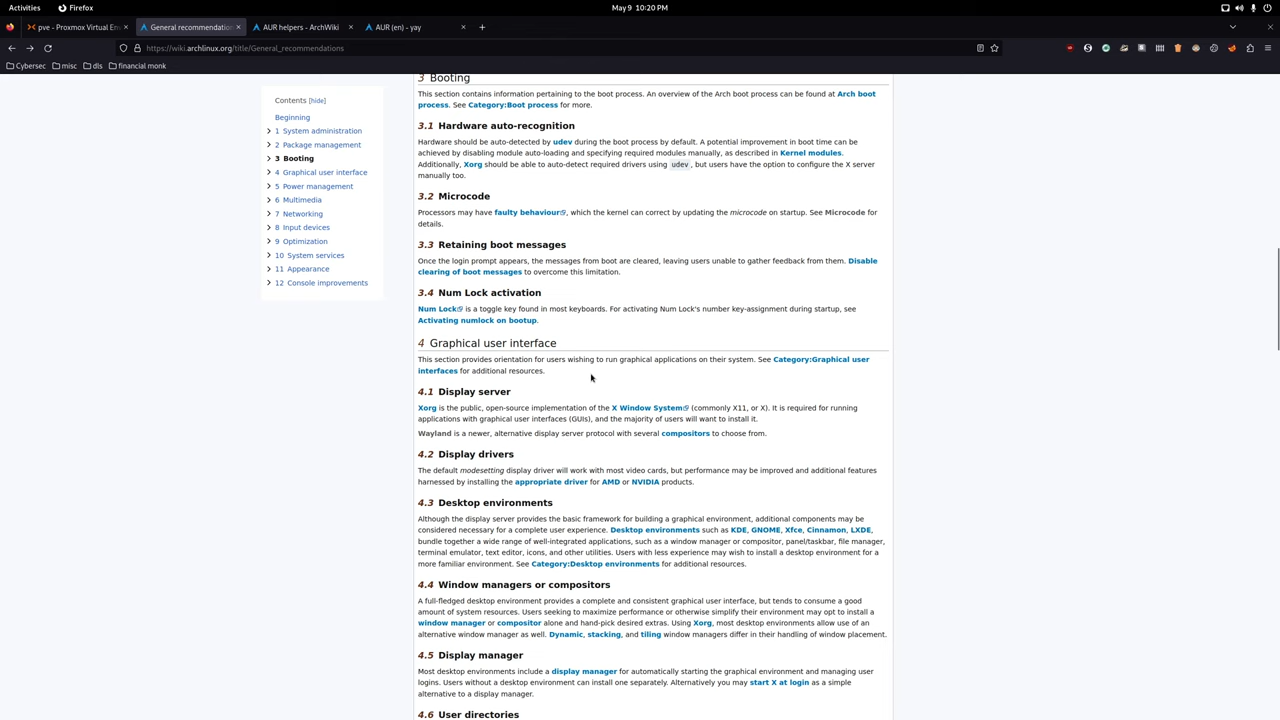 Activities
Firefox
May 9 10:20 PM
pve - Proxmox Virtual En
General recommendation
AUR helpers - ArchWiki
AUR (en) - yay
https://wiki.archlinux.org/title/General_recommendations
Cybersec
misc
dls
financial monk
Contents [hide]
Beginning
1 System administration
2 Package management
3 Booting
4 Graphical user interface
5 Power management
6 Multimedia
7 Networking
8 Input devices
9 Optimization
10 System services
11 Appearance
12 Console improvements
3 Booting
This section contains information pertaining to the boot process. An overview of the Arch boot process can be found at Arch boot
process. See Category:Boot process for more.
3.1 Hardware auto-recognition
Hardware should be auto-detected by udev during the boot process by default. A potential improvement in boot time can be
achieved by disabling module auto-loading and specifying required modules manually, as described in Kernel modules.
Additionally, Xorg should be able to auto-detect required drivers using udev, but users have the option to configure the X server
manually too.
3.2 Microcode
Processors may have faulty behaviour, which the kernel can correct by updating the microcode on startup. See Microcode for
details.
3.3 Retaining boot messages
Once the login prompt appears, the messages from boot are cleared, leaving users unable to gather feedback from them. Disable
clearing of boot messages to overcome this limitation.
3.4 Num Lock activation
Num Lock is a toggle key found in most keyboards. For activating Num Lock's number key-assignment during startup, see
Activating numlock on bootup.
4 Graphical user interface
This section provides orientation for users wishing to run graphical applications on their system. See Category:Graphical user
interfaces for additional resources.
4.1 Display server
Xorg is the public, open-source implementation of the X Window System (commonly X11, or X). It is required for running
applications with graphical user interfaces (GUIs), and the majority of users will want to install it.
Wayland is a newer, alternative display server protocol with several compositors to choose from.
4.2 Display drivers
The default modesetting display driver will work with most video cards, but performance may be improved and additional features
harnessed by installing the appropriate driver for AMD or NVIDIA products.
4.3 Desktop environments
Although the display server provides the basic framework for building a graphical environment, additional components may be
considered necessary for a complete user experience. Desktop environments such as KDE, GNOME, Xfce, Cinnamon, LXDE,
bundle together a wide range of well-integrated applications, such as a window manager or compositor, panel/taskbar, file manager,
terminal emulator, text editor, icons, and other utilities. Users with less experience may wish to install a desktop environment for a
more familiar environment. See Category:Desktop environments for additional resources.
4.4 Window managers or compositors
A full-fledged desktop environment provides a complete and consistent graphical user interface, but tends to consume a good
amount of system resources. Users seeking to maximize performance or otherwise simplify their environment may opt to install a
window manager or compositor alone and hand-pick desired extras. Using Xorg, most desktop environments allow use of an
alternative window manager as well. Dynamic, stacking, and tiling window managers differ in their handling of window placement.
4.5 Display manager
Most desktop environments include a display manager for automatically starting the graphical environment and managing user
logins. Users without a desktop environment can install one separately. Alternatively you may start X at login as a simple
alternative to a display manager.
4.6 User directories